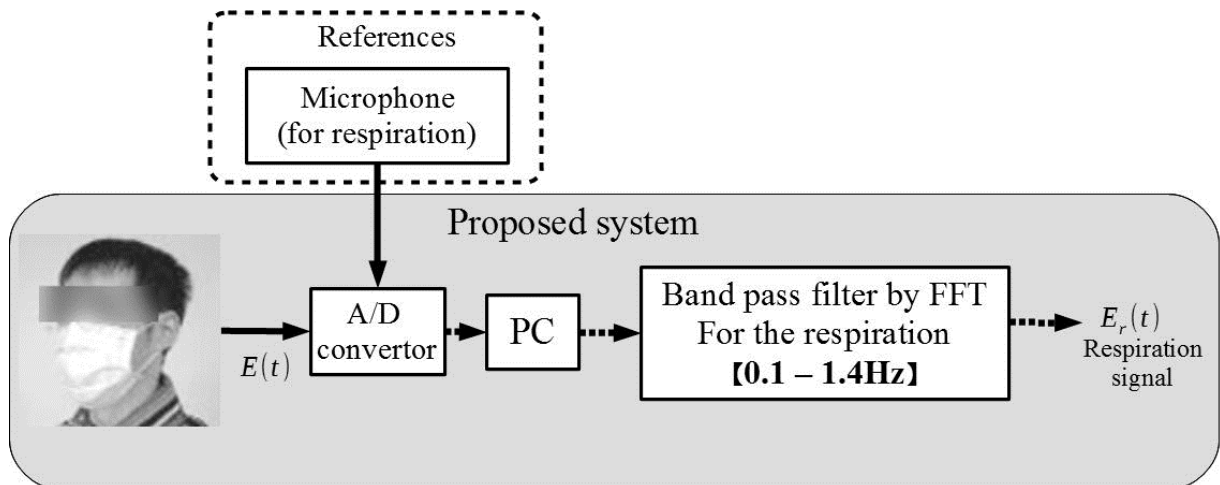 References
Microphone
(for respiration)
Proposed system
E(t)
A/D
convertor
PC
Band pass filter by FFT
For the respiration
【0.1 – 1.4Hz】
E_r(t)
Respiration
signal